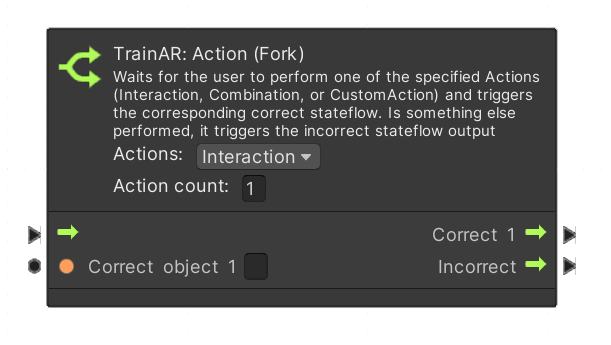 TrainAR: Action (Fork)
Waits for the user to perform one of the specified Actions
(Interaction, Combination, or CustomAction) and triggers
the corresponding correct stateflow. Is something else
performed, it triggers the incorrect stateflow output
Actions: Interaction
Action count: 1
Correct 1
Correct object 1 Incorrect